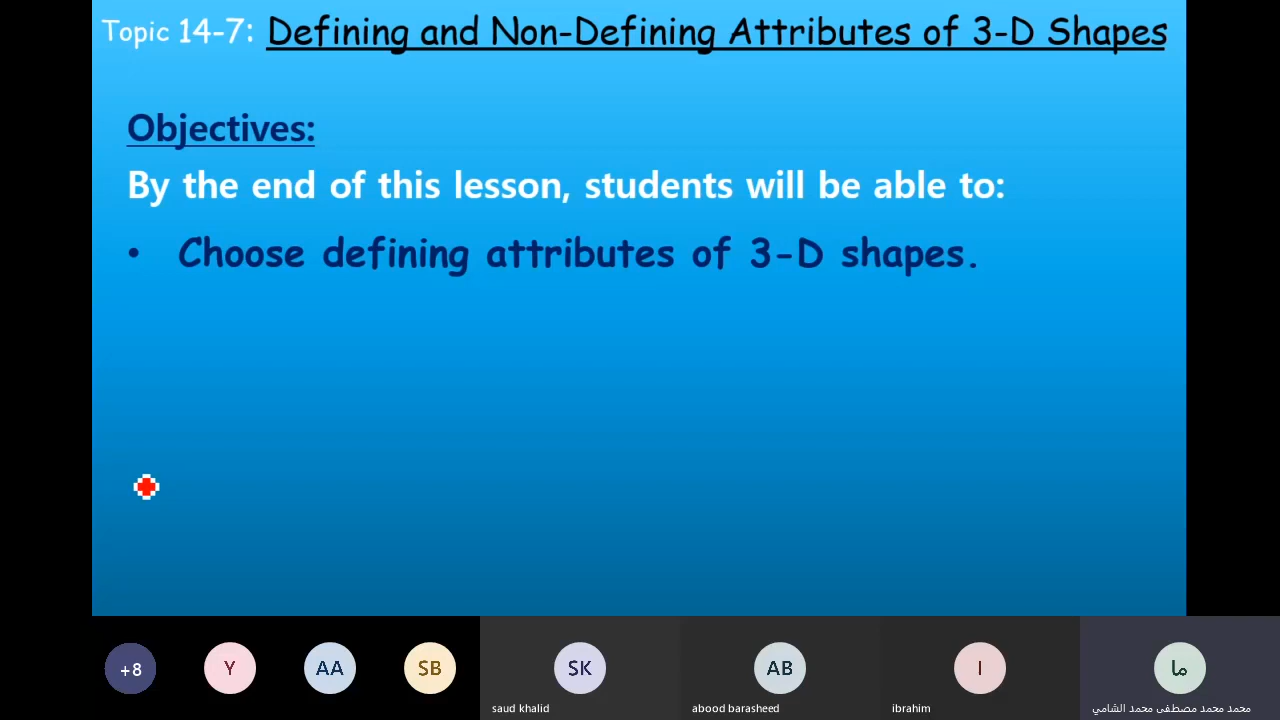 Topic 14-7: Defining and Non-Defining Attributes of 3-D Shapes
Objectives:
By the end of this lesson, students will be able to:
• Choose defining attributes of 3-D shapes.
+8
Y
AA
SB
SK
AB
I
ما
saud khalid
abood barasheed
ibrahim
محمد محمد مصطفى محمد الشامي